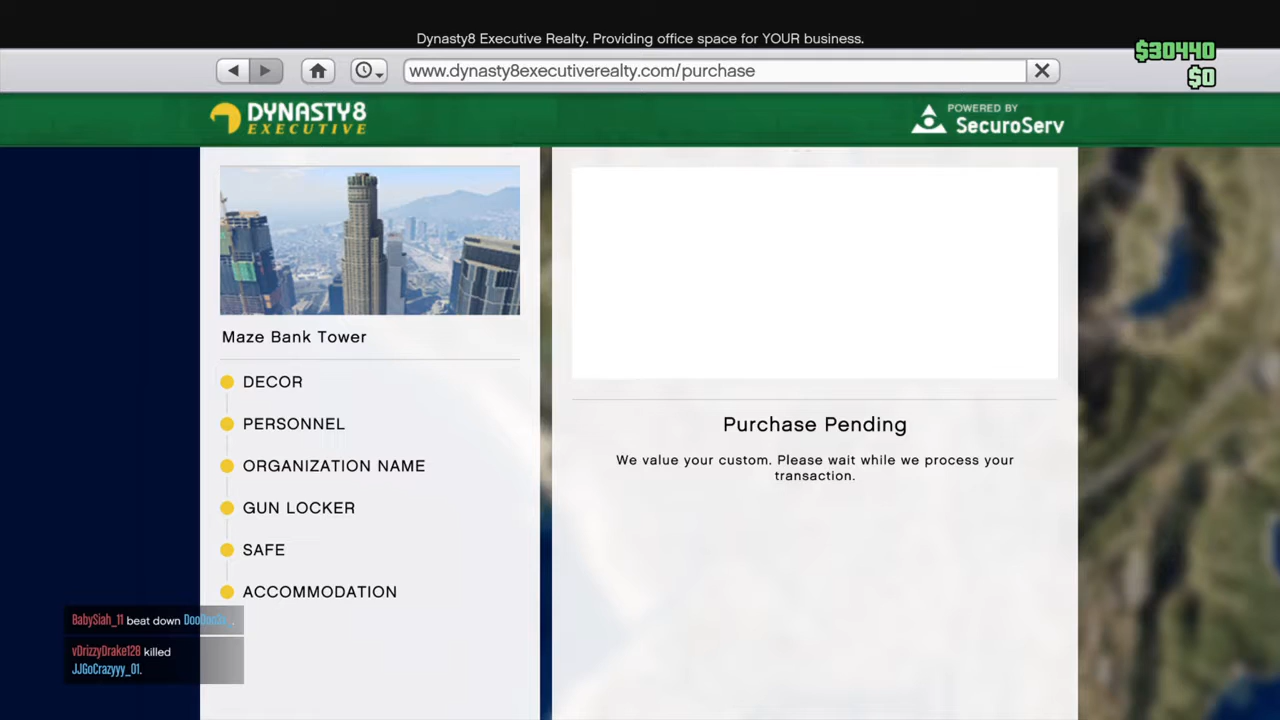 Dynasty8 Executive Realty. Providing office space for YOUR business.
$30440
$0
www.dynasty8executiverealty.com/purchase
DYNASTY8
EXECUTIVE
POWERED BY
SecuroServ
Maze Bank Tower
DECOR
PERSONNEL
ORGANIZATION NAME
GUN LOCKER
SAFE
ACCOMMODATION
Purchase Pending
We value your custom. Please wait while we process your
transaction.
BabySiah_11 beat down
vDrizzyDrake128 killed
JJGoCrazyyy_01.